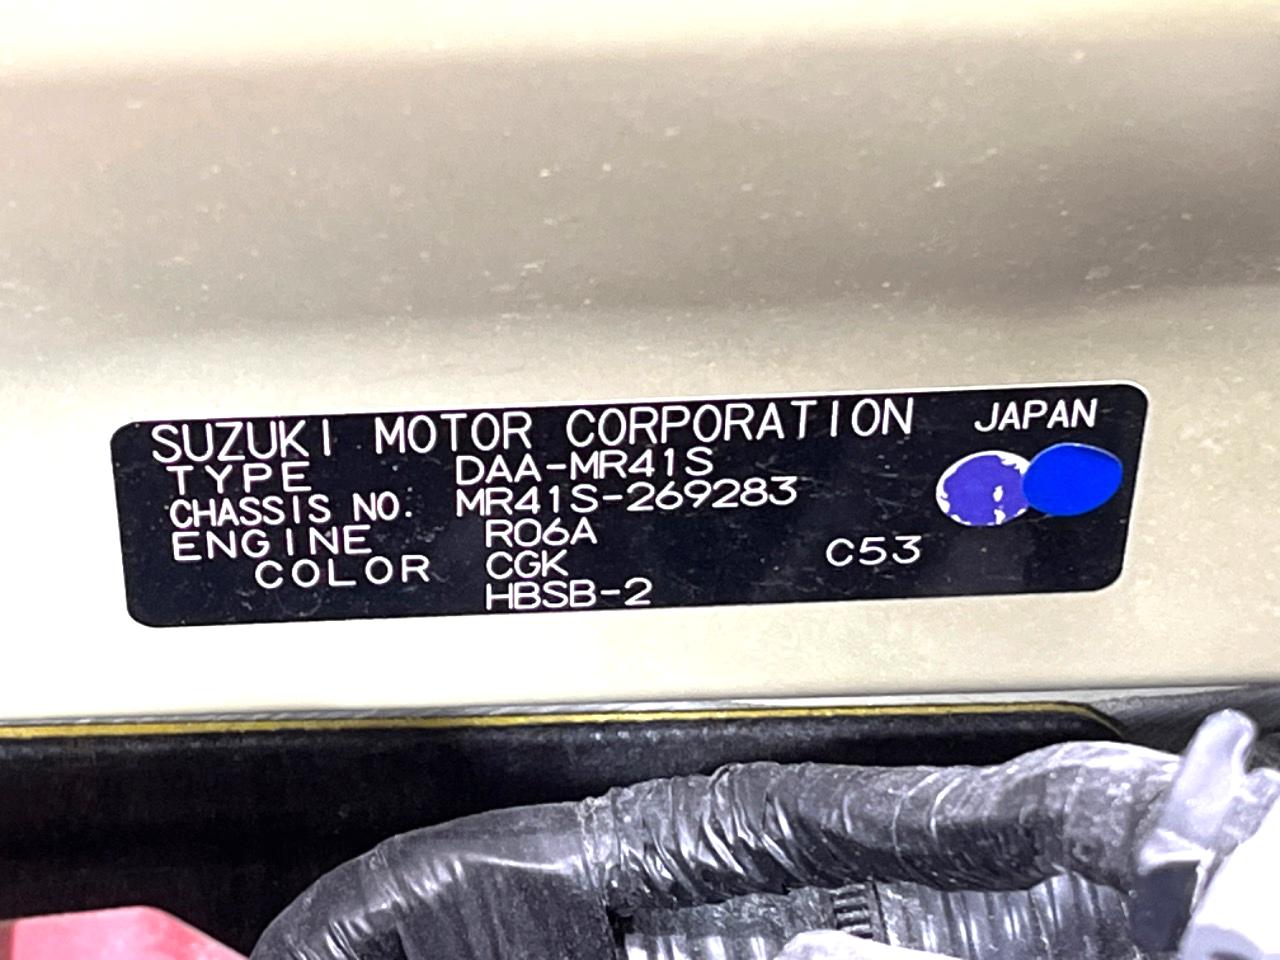 SUZUKI MOTOR CORPORATION JAPAN
TYPE DAA-MR41S
CHASSIS NO. MR41S-269283
ENGINE R06A
COLOR CGK C53
HBSB-2